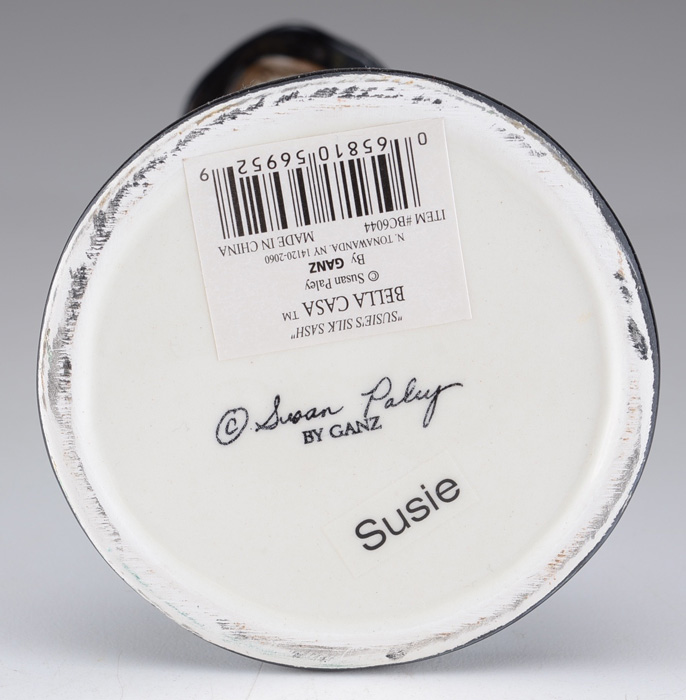 "SUSIE'S SILK SASH"
BELLA CASA ™
© Susan Paley
By GANZ
N. TONAWANDA, NY 14120-2060
ITEM #BC6044 MADE IN CHINA
0 65810 56952 9
© Susan Paley
BY GANZ
Susie